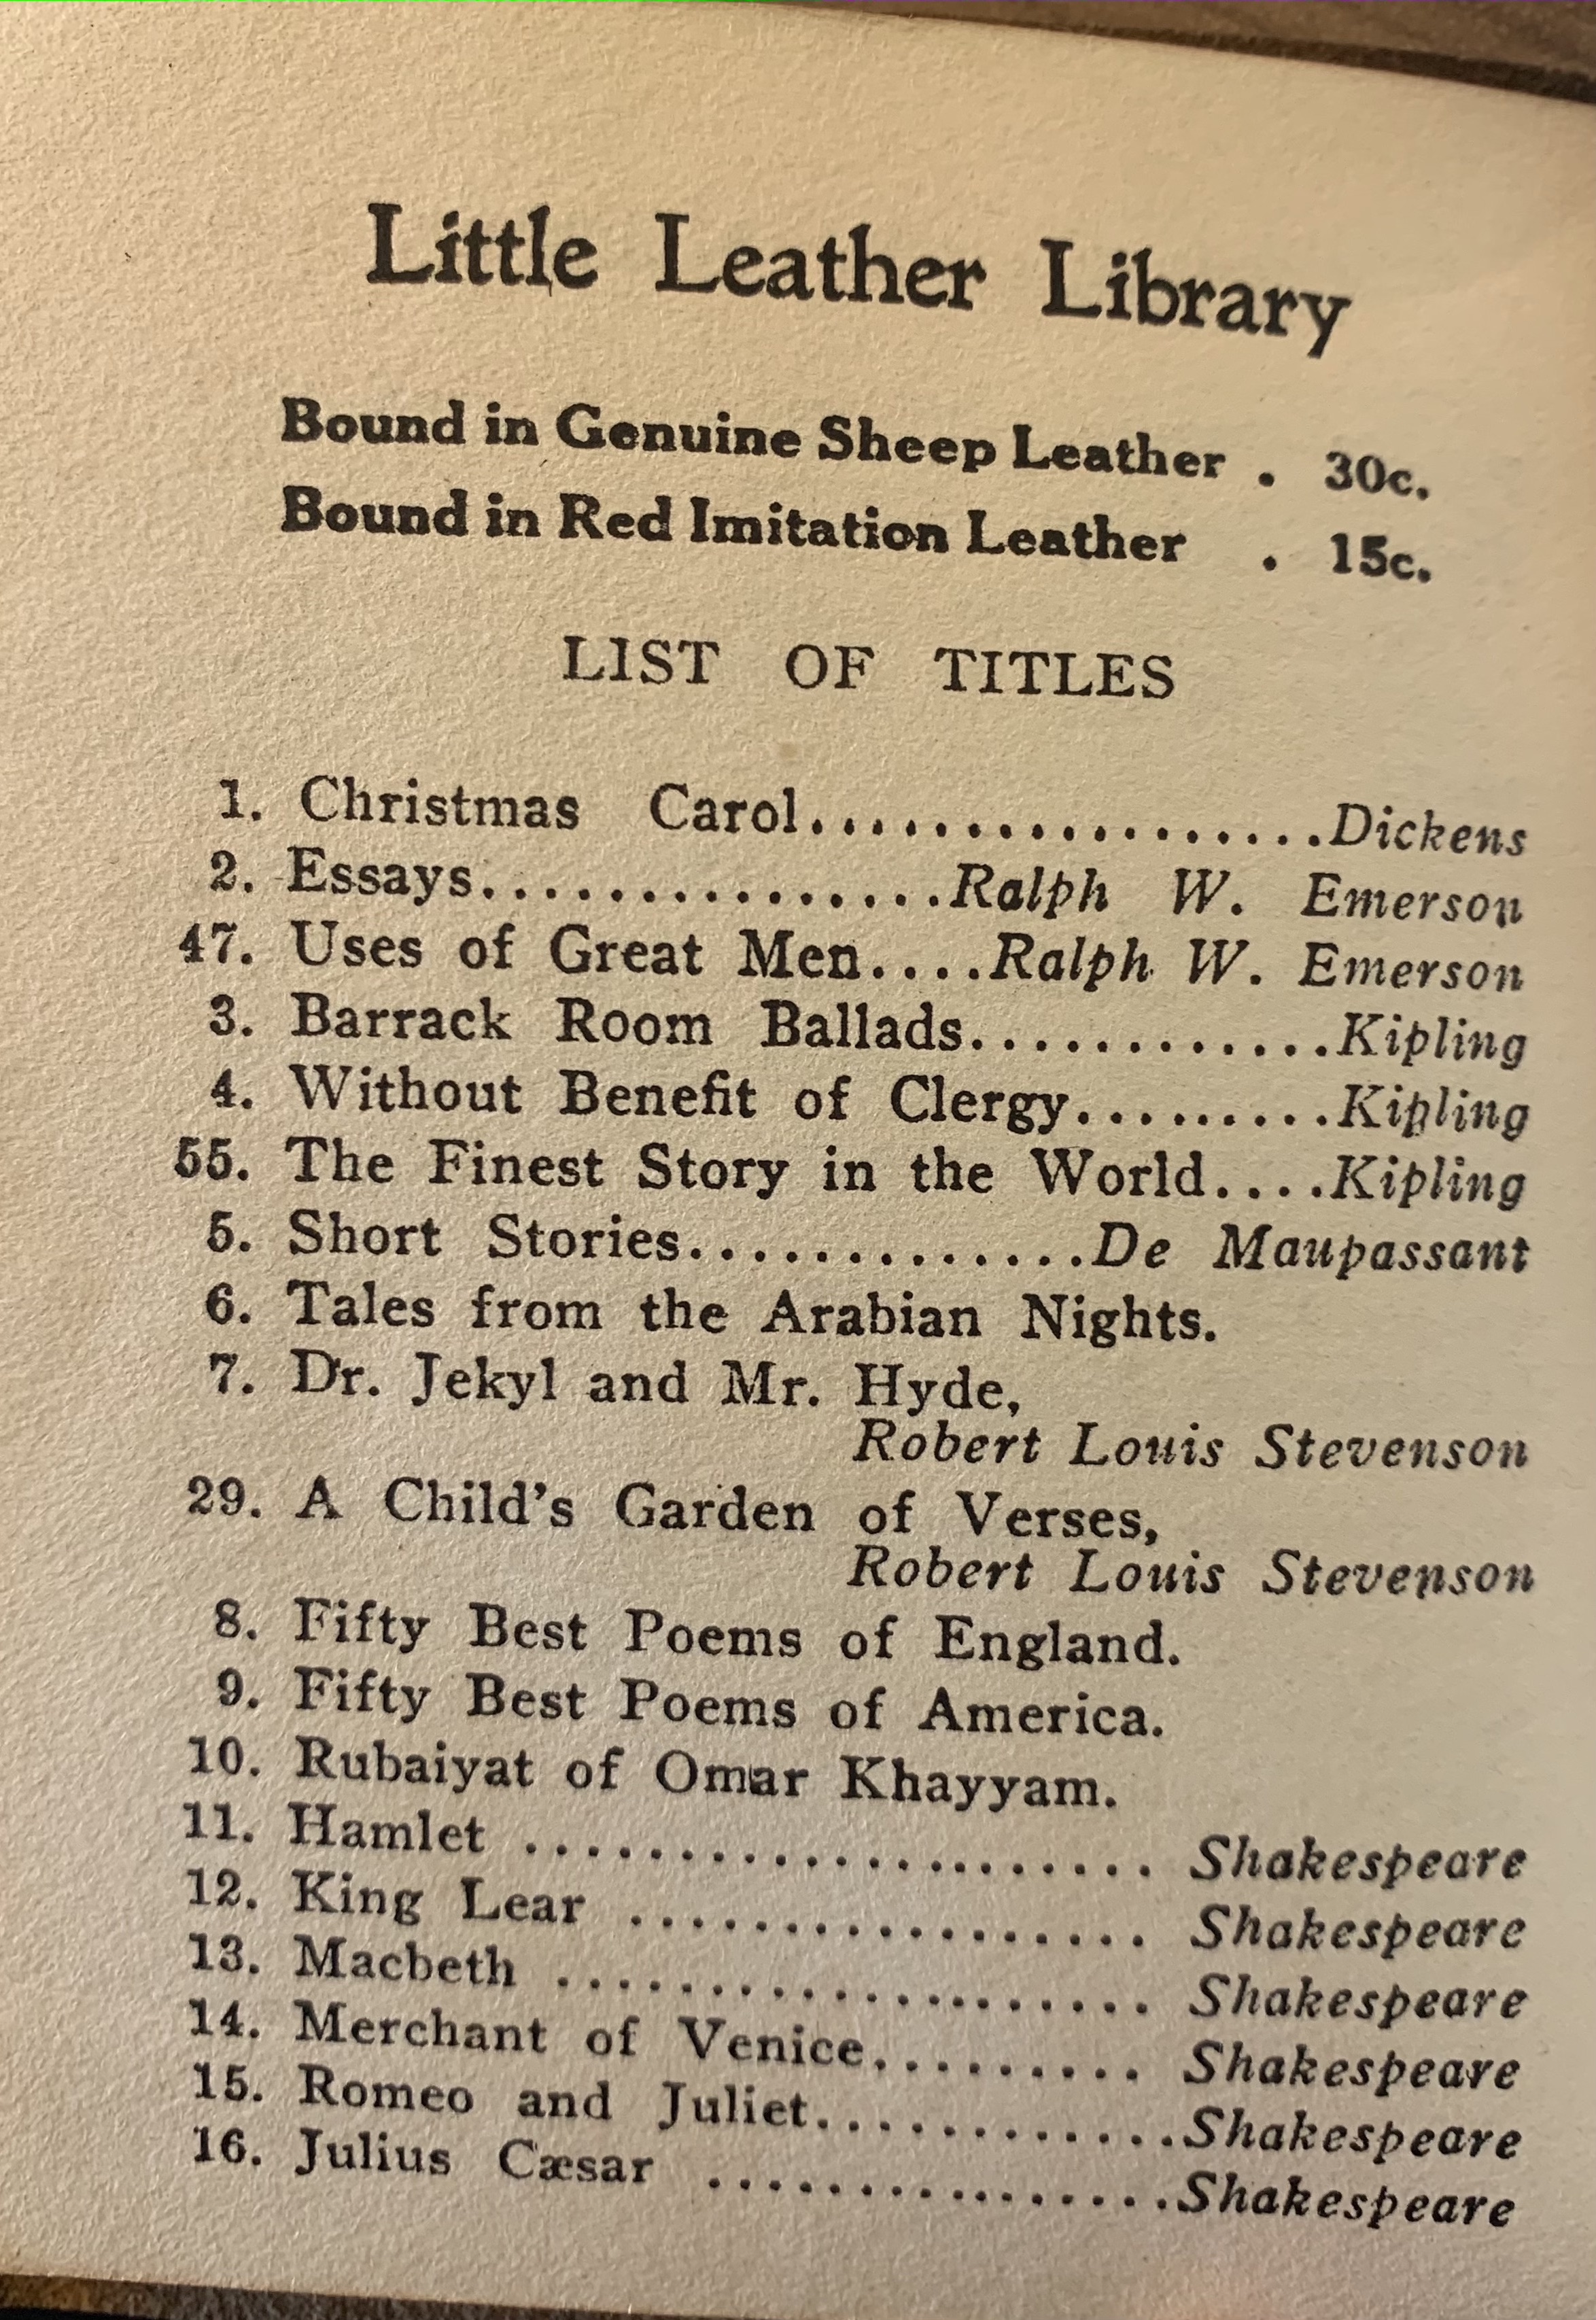 Little Leather Library
Bound in Genuine Sheep Leather . 30c.
Bound in Red Imitation Leather . 15c.
LIST OF TITLES
1. Christmas Carol..................Dickens
2. Essays................Ralph W. Emerson
47. Uses of Great Men....Ralph W. Emerson
3. Barrack Room Ballads............Kipling
4. Without Benefit of Clergy.........Kipling
55. The Finest Story in the World....Kipling
5. Short Stories..............De Maupassant
6. Tales from the Arabian Nights.
7. Dr. Jekyl and Mr. Hyde,
Robert Louis Stevenson
29. A Child's Garden of Verses,
Robert Louis Stevenson
8. Fifty Best Poems of England.
9. Fifty Best Poems of America.
10. Rubaiyat of Omar Khayyam.
11. Hamlet ..................... Shakespeare
12. King Lear ................. Shakespeare
13. Macbeth .................... Shakespeare
14. Merchant of Venice......... Shakespeare
15. Romeo and Juliet............Shakespeare
16. Julius Cæsar ................Shakespeare